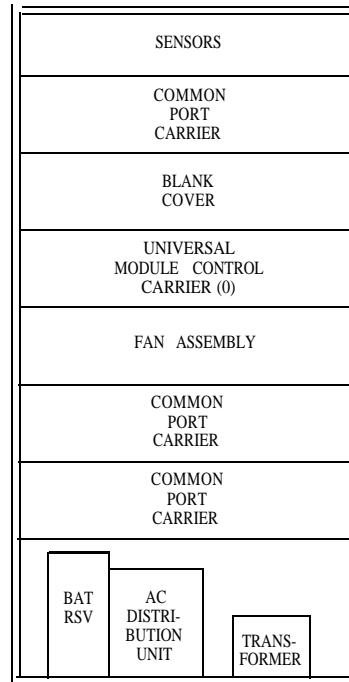 SENSORS
COMMON
PORT
CARRIER
BLANK
COVER
UNIVERSAL
MODULE CONTROL
CARRIER (0)
FAN ASSEMBLY
COMMON
PORT
CARRIER
COMMON
PORT
CARRIER
BAT
RSV
AC
DISTRI-
BUTION
UNIT
TRANS-
FORMER